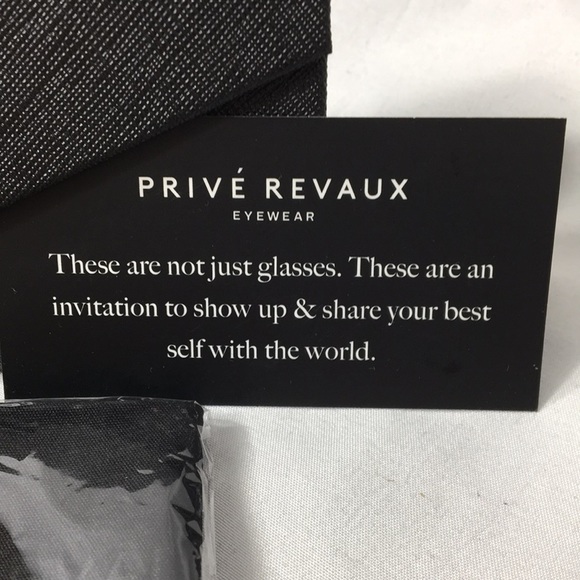 PRIVÉ REVAUX
EYEWEAR
These are not just glasses. These are an
invitation to show up & share your best
self with the world.